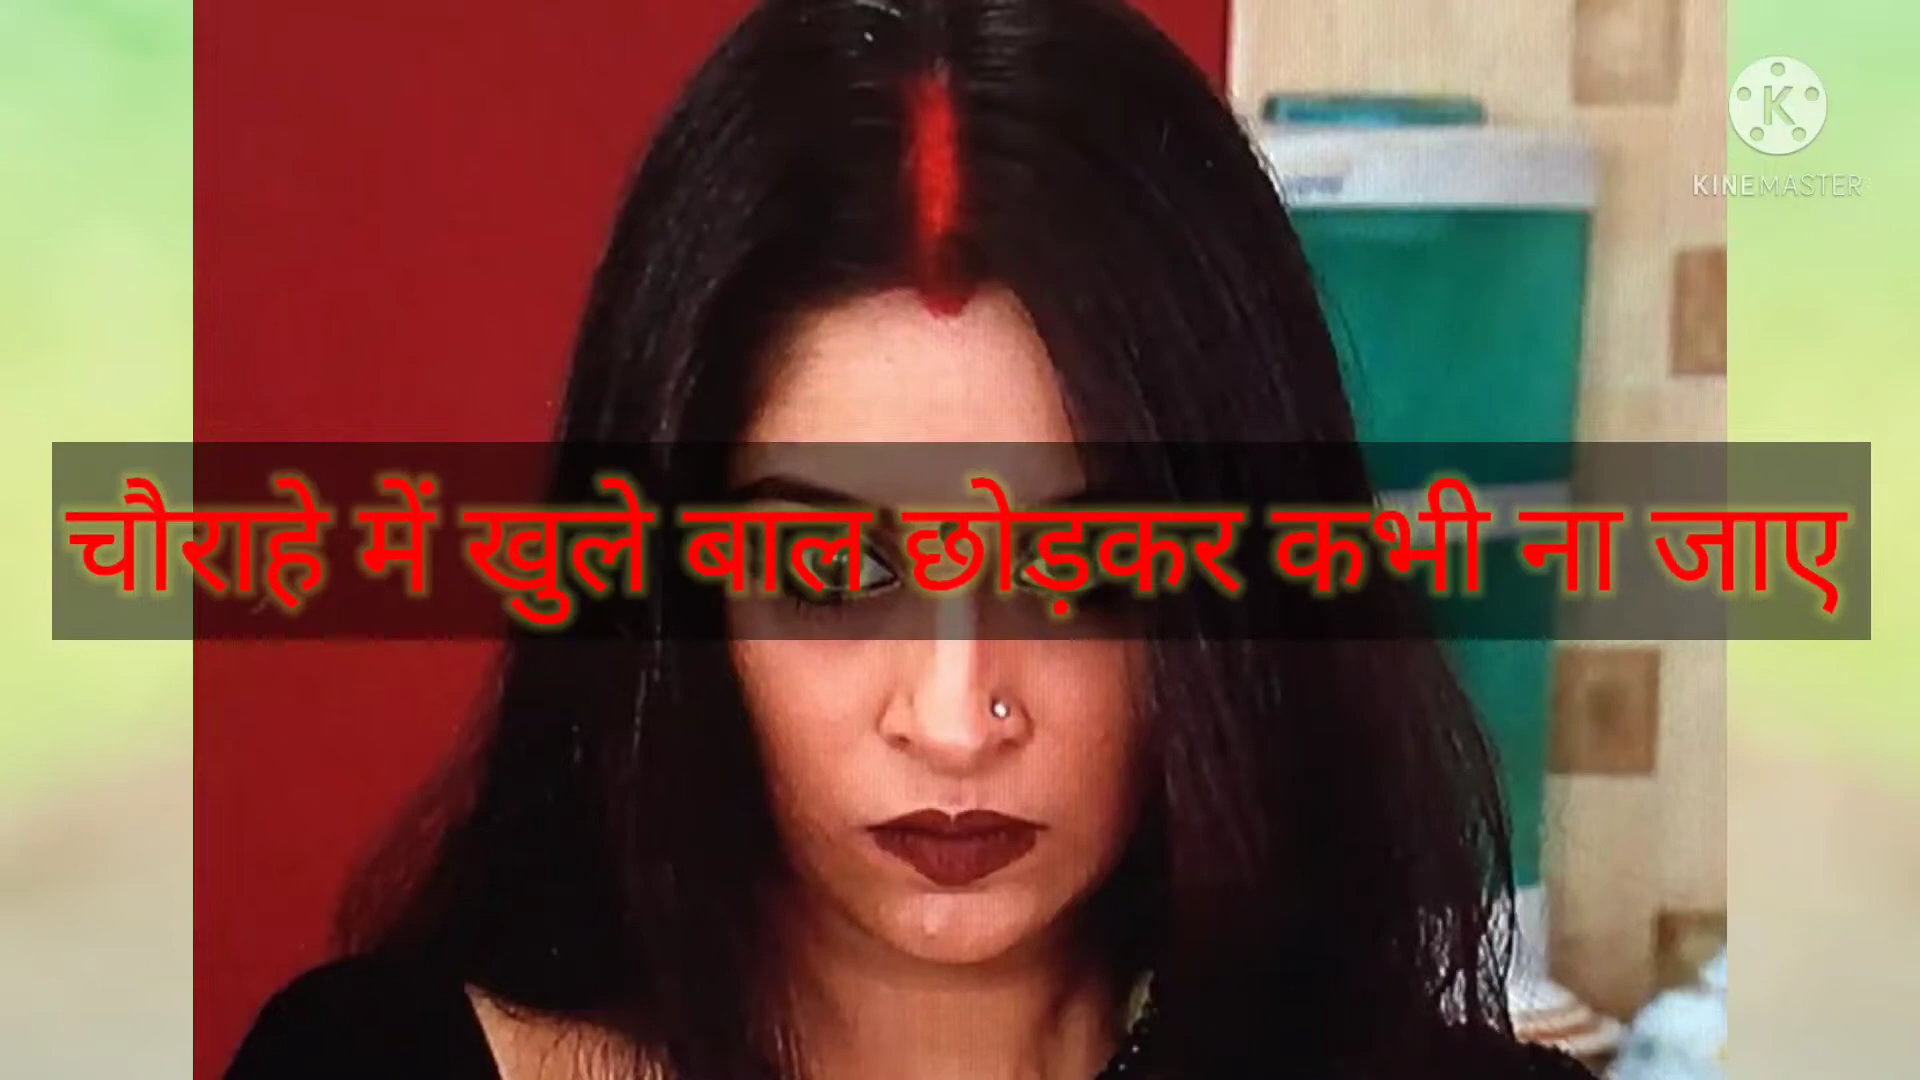 KINEMASTER
चौराहे में खुले बाल छोड़कर कभी ना जाए